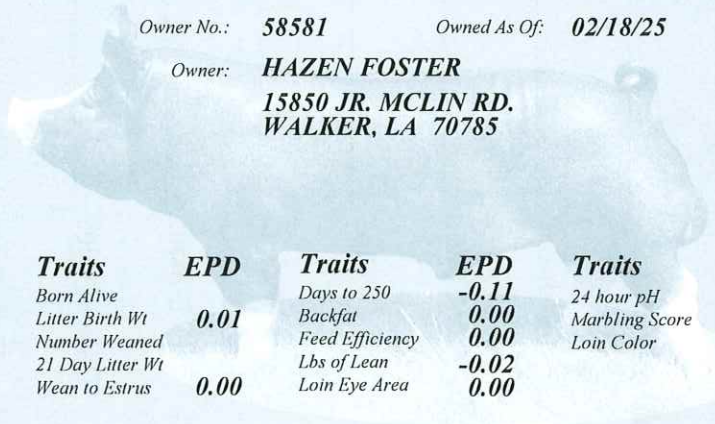 Owner No.: 58581 Owned As Of: 02/18/25
Owner: HAZEN FOSTER
15850 JR. MCLIN RD.
WALKER, LA 70785
Traits EPD Traits EPD Traits
Born Alive Days to 250 -0.11 24 hour pH
Litter Birth Wt 0.01 Backfat 0.00 Marbling Score
Number Weaned Feed Efficiency 0.00 Loin Color
21 Day Litter Wt Lbs of Lean -0.02
Wean to Estrus 0.00 Loin Eye Area 0.00